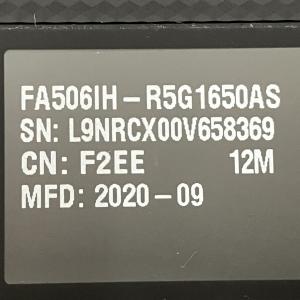 FA506IH-R5G1650AS
SN: L9NRCX00V658369
CN: F2EE 12M
MFD: 2020-09